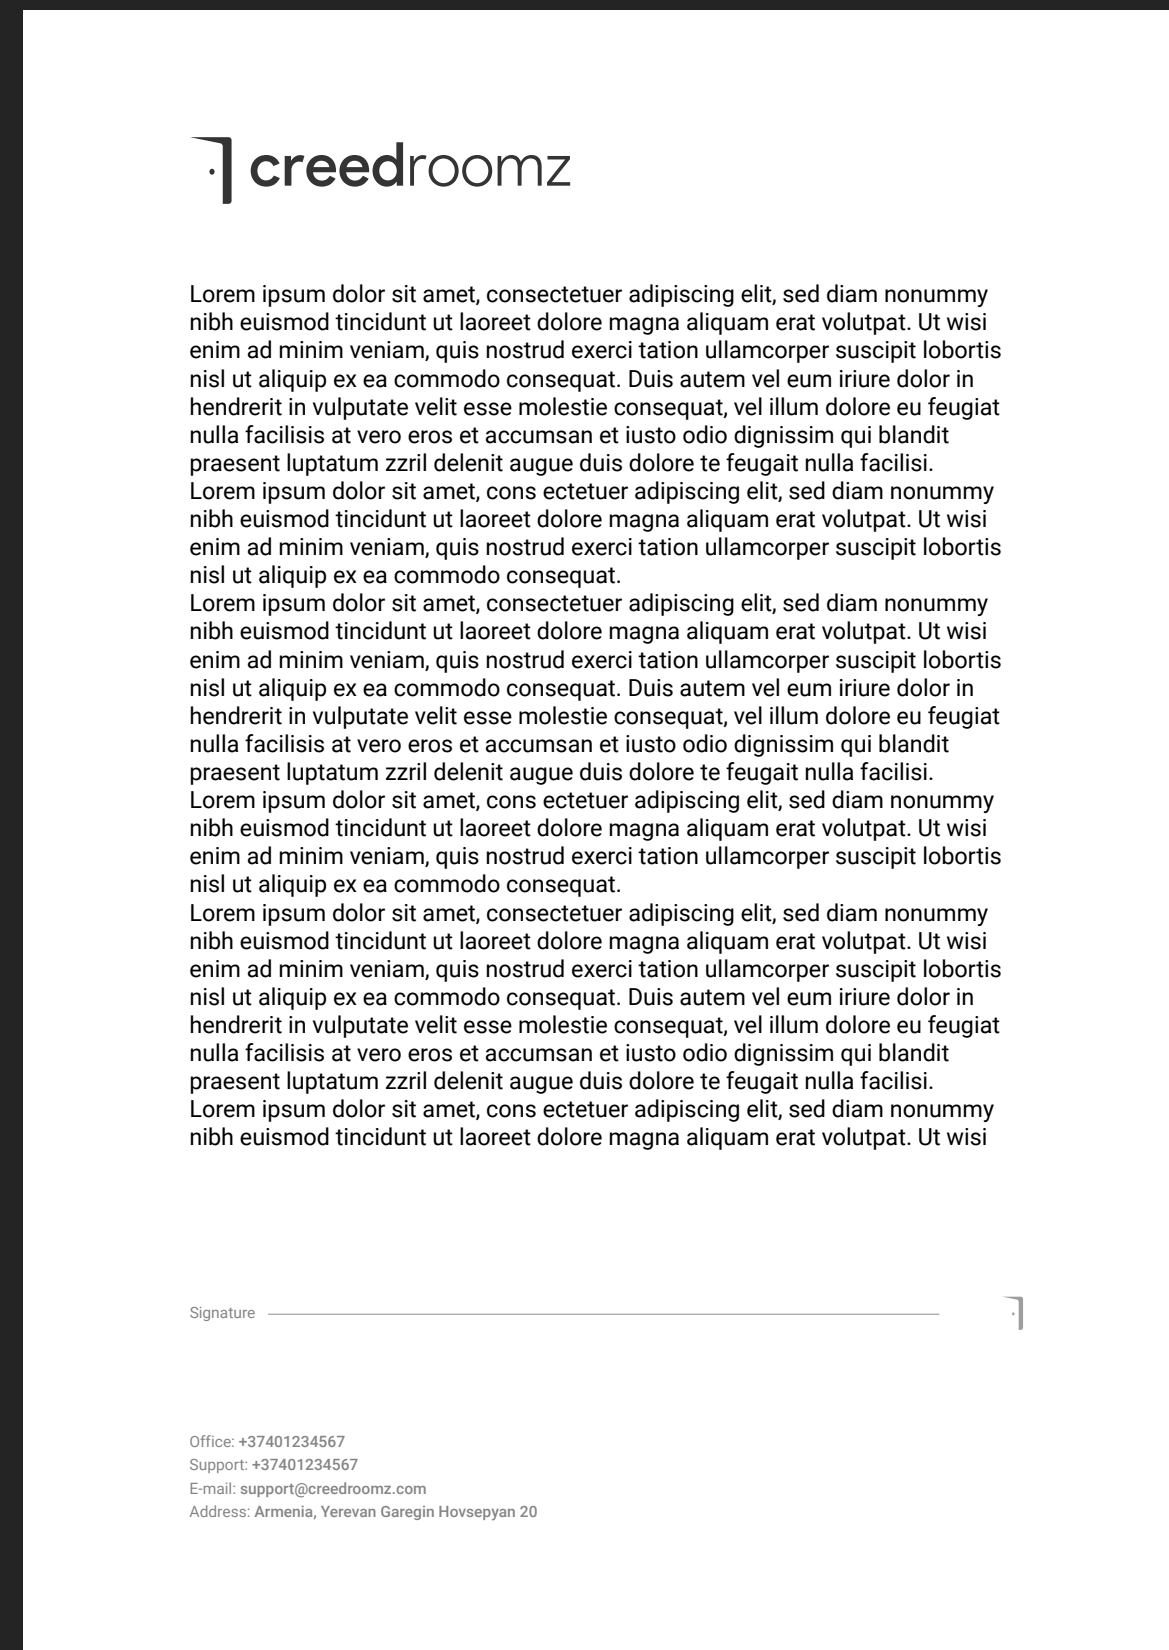 creedroomz
Lorem ipsum dolor sit amet, consectetuer adipiscing elit, sed diam nonummy
nibh euismod tincidunt ut laoreet dolore magna aliquam erat volutpat. Ut wisi
enim ad minim veniam, quis nostrud exerci tation ullamcorper suscipit lobortis
nisl ut aliquip ex ea commodo consequat. Duis autem vel eum iriure dolor in
hendrerit in vulputate velit esse molestie consequat, vel illum dolore eu feugiat
nulla facilisis at vero eros et accumsan et iusto odio dignissim qui blandit
praesent luptatum zzril delenit augue duis dolore te feugait nulla facilisi.
Lorem ipsum dolor sit amet, cons ectetuer adipiscing elit, sed diam nonummy
nibh euismod tincidunt ut laoreet dolore magna aliquam erat volutpat. Ut wisi
enim ad minim veniam, quis nostrud exerci tation ullamcorper suscipit lobortis
nisl ut aliquip ex ea commodo consequat.
Lorem ipsum dolor sit amet, consectetuer adipiscing elit, sed diam nonummy
nibh euismod tincidunt ut laoreet dolore magna aliquam erat volutpat. Ut wisi
enim ad minim veniam, quis nostrud exerci tation ullamcorper suscipit lobortis
nisl ut aliquip ex ea commodo consequat. Duis autem vel eum iriure dolor in
hendrerit in vulputate velit esse molestie consequat, vel illum dolore eu feugiat
nulla facilisis at vero eros et accumsan et iusto odio dignissim qui blandit
praesent luptatum zzril delenit augue duis dolore te feugait nulla facilisi.
Lorem ipsum dolor sit amet, cons ectetuer adipiscing elit, sed diam nonummy
nibh euismod tincidunt ut laoreet dolore magna aliquam erat volutpat. Ut wisi
enim ad minim veniam, quis nostrud exerci tation ullamcorper suscipit lobortis
nisl ut aliquip ex ea commodo consequat.
Lorem ipsum dolor sit amet, consectetuer adipiscing elit, sed diam nonummy
nibh euismod tincidunt ut laoreet dolore magna aliquam erat volutpat. Ut wisi
enim ad minim veniam, quis nostrud exerci tation ullamcorper suscipit lobortis
nisl ut aliquip ex ea commodo consequat. Duis autem vel eum iriure dolor in
hendrerit in vulputate velit esse molestie consequat, vel illum dolore eu feugiat
nulla facilisis at vero eros et accumsan et iusto odio dignissim qui blandit
praesent luptatum zzril delenit augue duis dolore te feugait nulla facilisi.
Lorem ipsum dolor sit amet, cons ectetuer adipiscing elit, sed diam nonummy
nibh euismod tincidunt ut laoreet dolore magna aliquam erat volutpat. Ut wisi
Signature
Office: +37401234567
Support: +37401234567
E-mail: support@creedroomz.com
Address: Armenia, Yerevan Garegin Hovsepyan 20